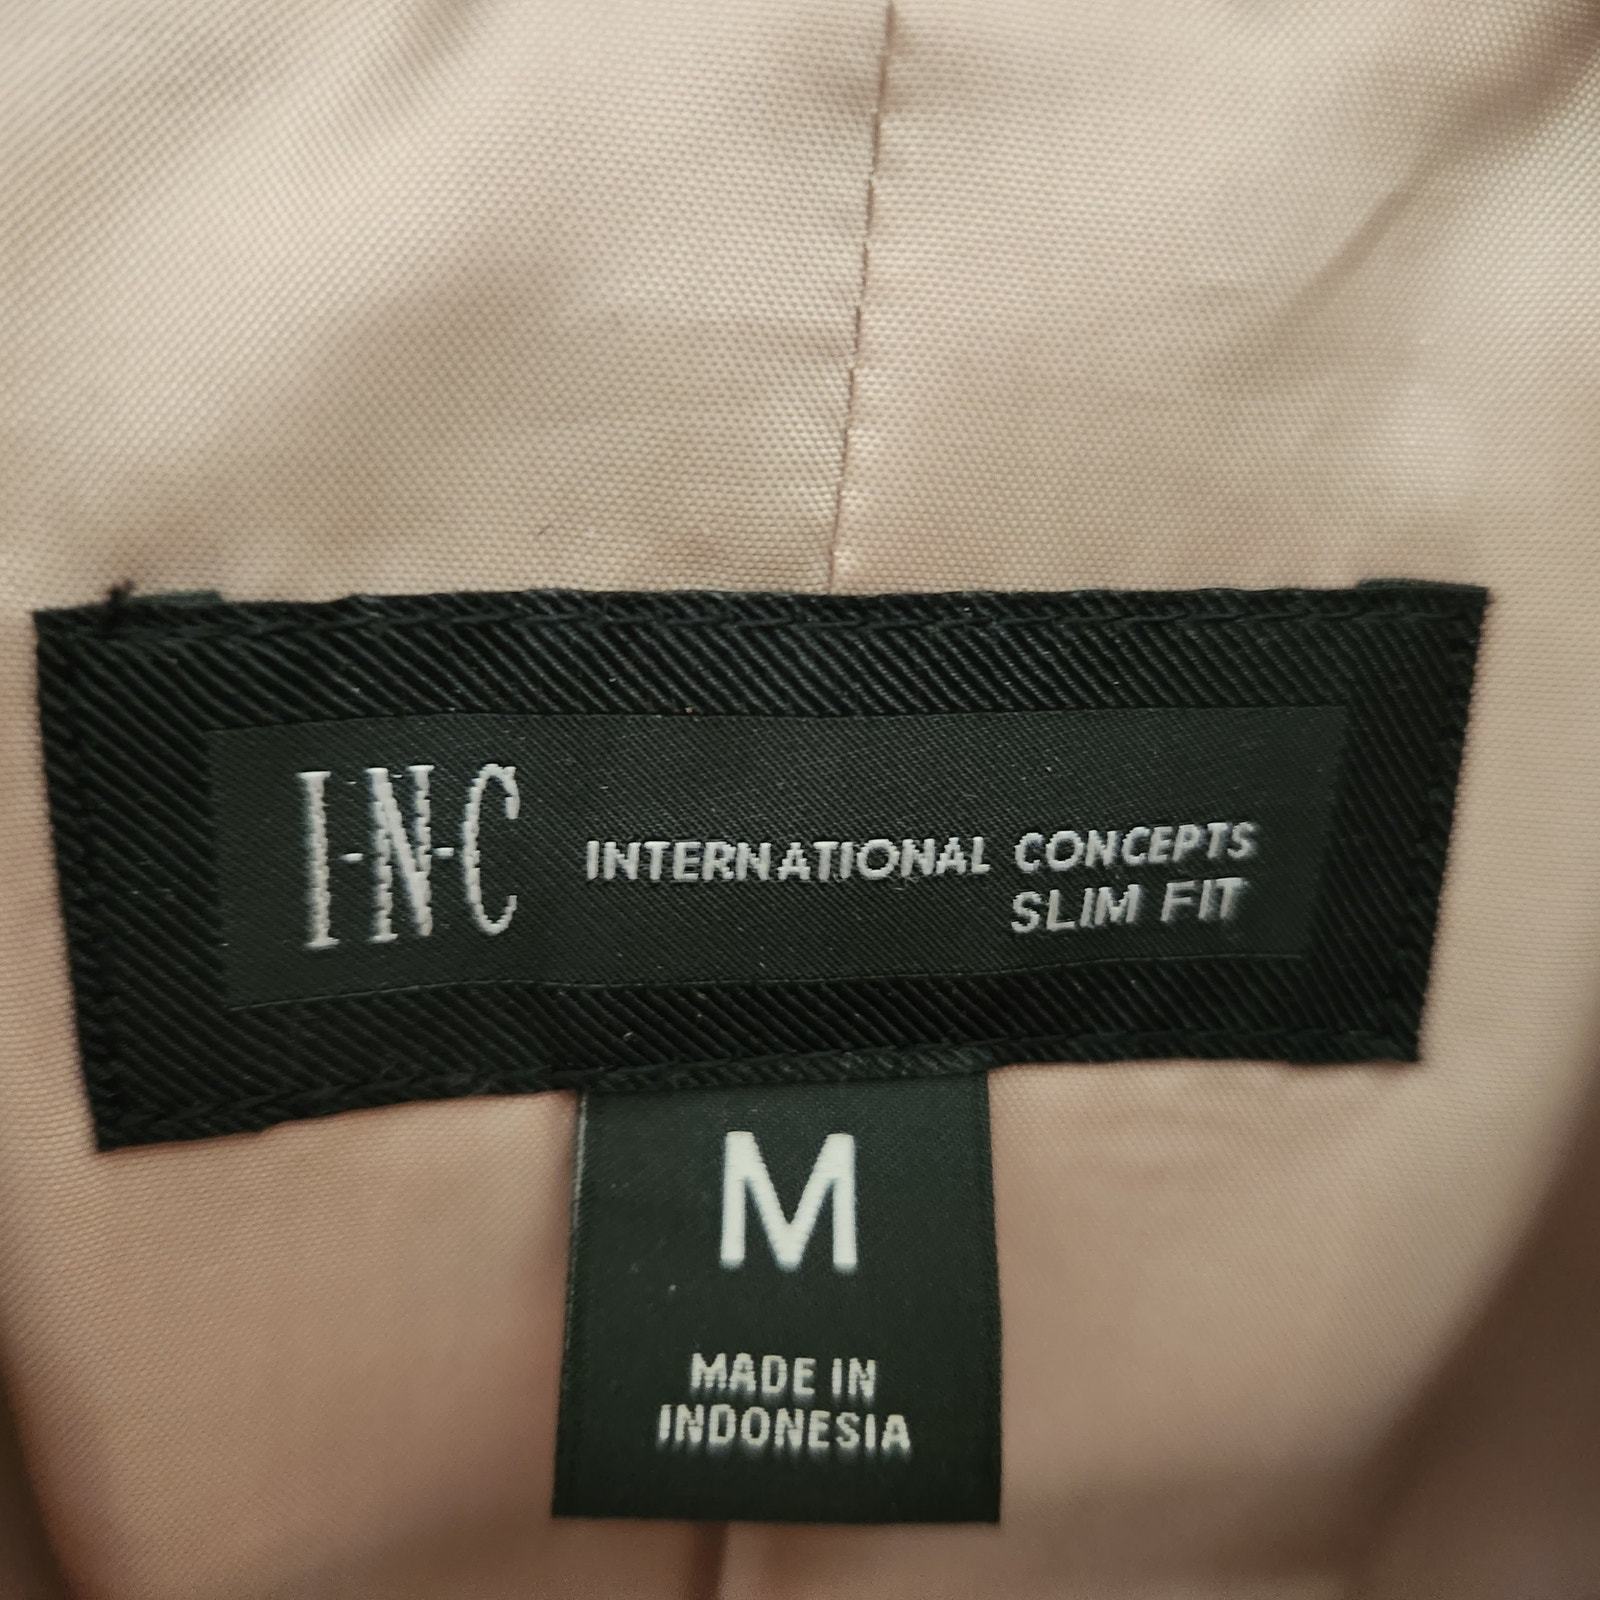 I-N-C INTERNATIONAL CONCEPTS
SLIM FIT
M
MADE IN
INDONESIA